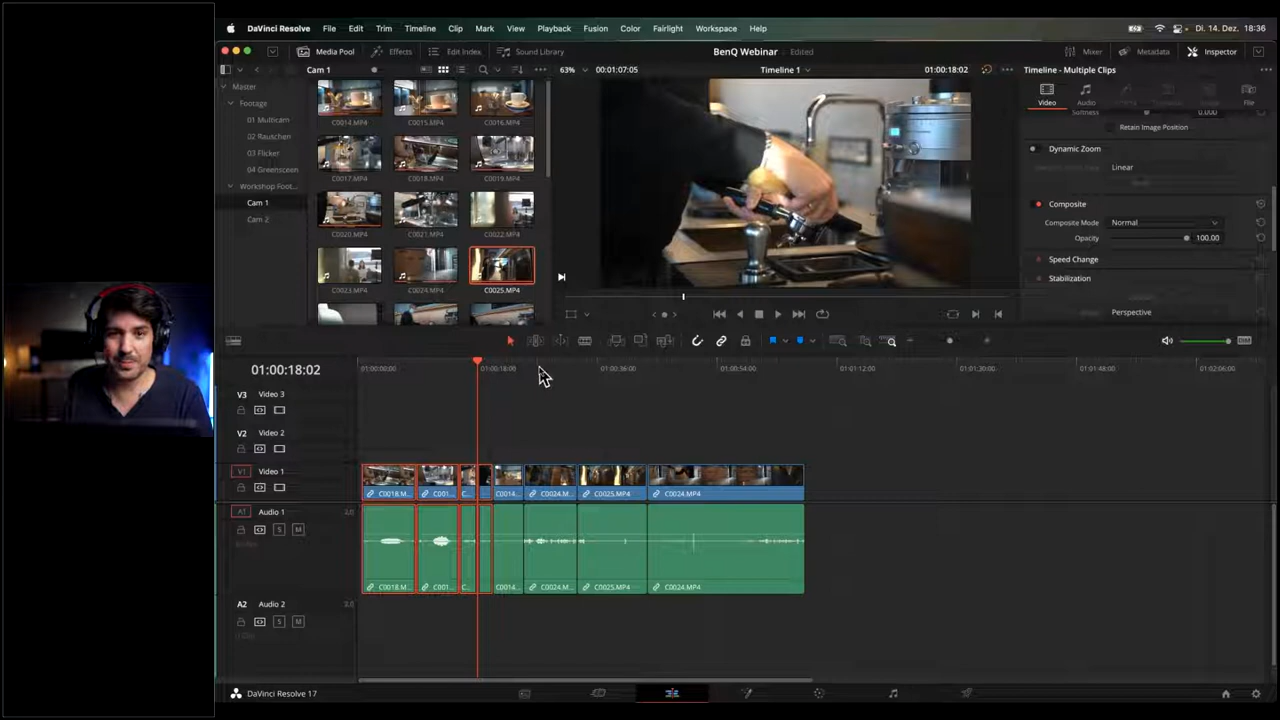 DaVinci Resolve File Edit Trim Timeline Clip Mark View Playback Fusion Color Fairlight Workspace Help Di. 14. Dez. 18:36
Media Pool Effects Edit Index Sound Library BenQ Webinar Edited Mixer Metadata Inspector
Cam 1 63% 00:01:07:05 Timeline 1 01:00:18:02 Timeline - Multiple Clips
Master
Footage
01 Multicam
02 Rauschen
03 Flicker
04 Greensceen
Workshop Foot...
Cam 1
Cam 2
C0014.MP4 C0015.MP4 C0016.MP4
C0017.MP4 C0018.MP4 C0019.MP4
C0020.MP4 C0021.MP4 C0022.MP4
C0023.MP4 C0024.MP4 C0025.MP4
Video Audio File
Softness 0.000
Retain Image Position
Dynamic Zoom
Linear
Composite
Composite Mode Normal
Opacity 100.00
Speed Change
Stabilization
Perspective
01:00:18:02 01:00:00:00 01:00:18:00 01:00:36:00 01:00:54:00 01:01:12:00 01:01:30:00 01:01:48:00 01:02:06:00
V3 Video 3
V2 Video 2
V1 Video 1
C0018.M... C001... C... C0014... C0024.M... C0025.MP4 C0024.MP4
A1 Audio 1 2.0
S M
C0018.M... C001... C... C0014... C0024.M... C0025.MP4 C0024.MP4
A2 Audio 2 2.0
S M
DaVinci Resolve 17